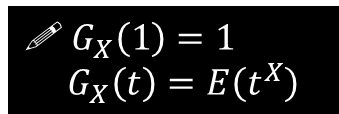 G_X(1) = 1
G_X(t) = E(t^X)